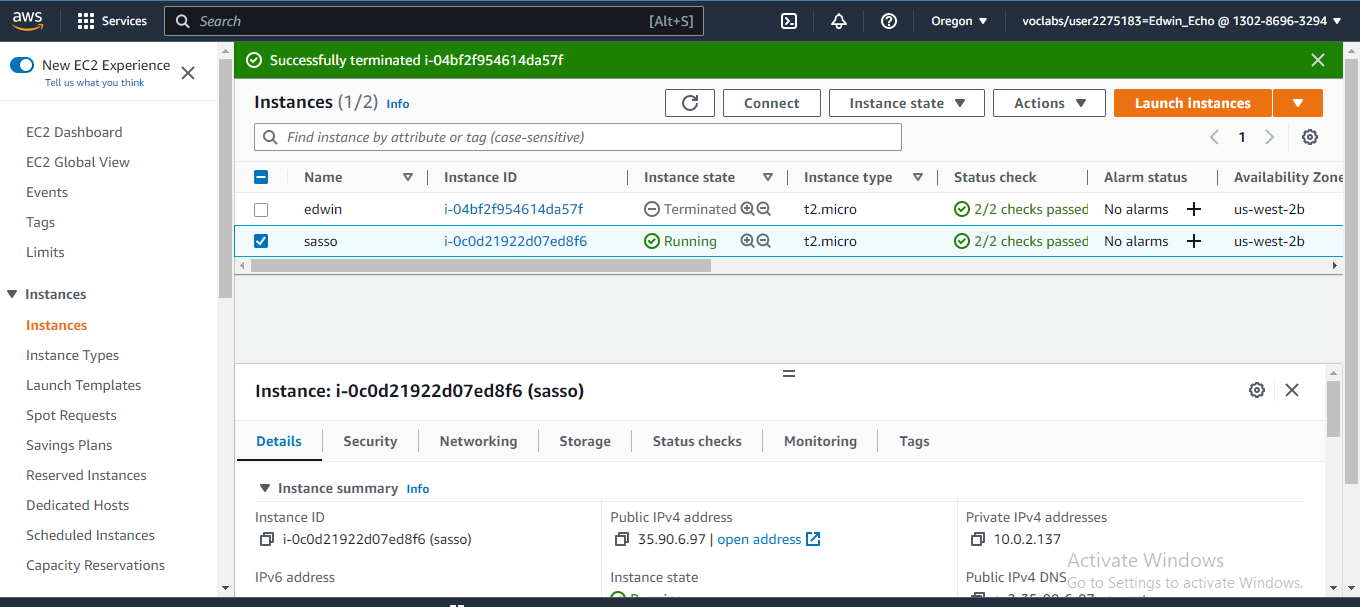 aws
Services
Search [Alt+S]
Oregon
voclabs/user2275183=Edwin_Echo @ 1302-8696-3294
New EC2 Experience
Tell us what you think
EC2 Dashboard
EC2 Global View
Events
Tags
Limits
Instances
Instances
Instance Types
Launch Templates
Spot Requests
Savings Plans
Reserved Instances
Dedicated Hosts
Scheduled Instances
Capacity Reservations
Successfully terminated i-04bf2f954614da57f
Instances (1/2) Info
Connect
Instance state
Actions
Launch instances
Find instance by attribute or tag (case-sensitive)
1
Name Instance ID Instance state Instance type Status check Alarm status Availability Zone
edwin i-04bf2f954614da57f Terminated t2.micro 2/2 checks passed No alarms us-west-2b
sasso i-0c0d21922d07ed8f6 Running t2.micro 2/2 checks passed No alarms us-west-2b
Instance: i-0c0d21922d07ed8f6 (sasso)
Details Security Networking Storage Status checks Monitoring Tags
Instance summary Info
Instance ID
i-0c0d21922d07ed8f6 (sasso)
Public IPv4 address
35.90.6.97 | open address
Private IPv4 addresses
10.0.2.137
IPv6 address
Instance state
Public IPv4 DNS
Activate Windows
Go to Settings to activate Windows.